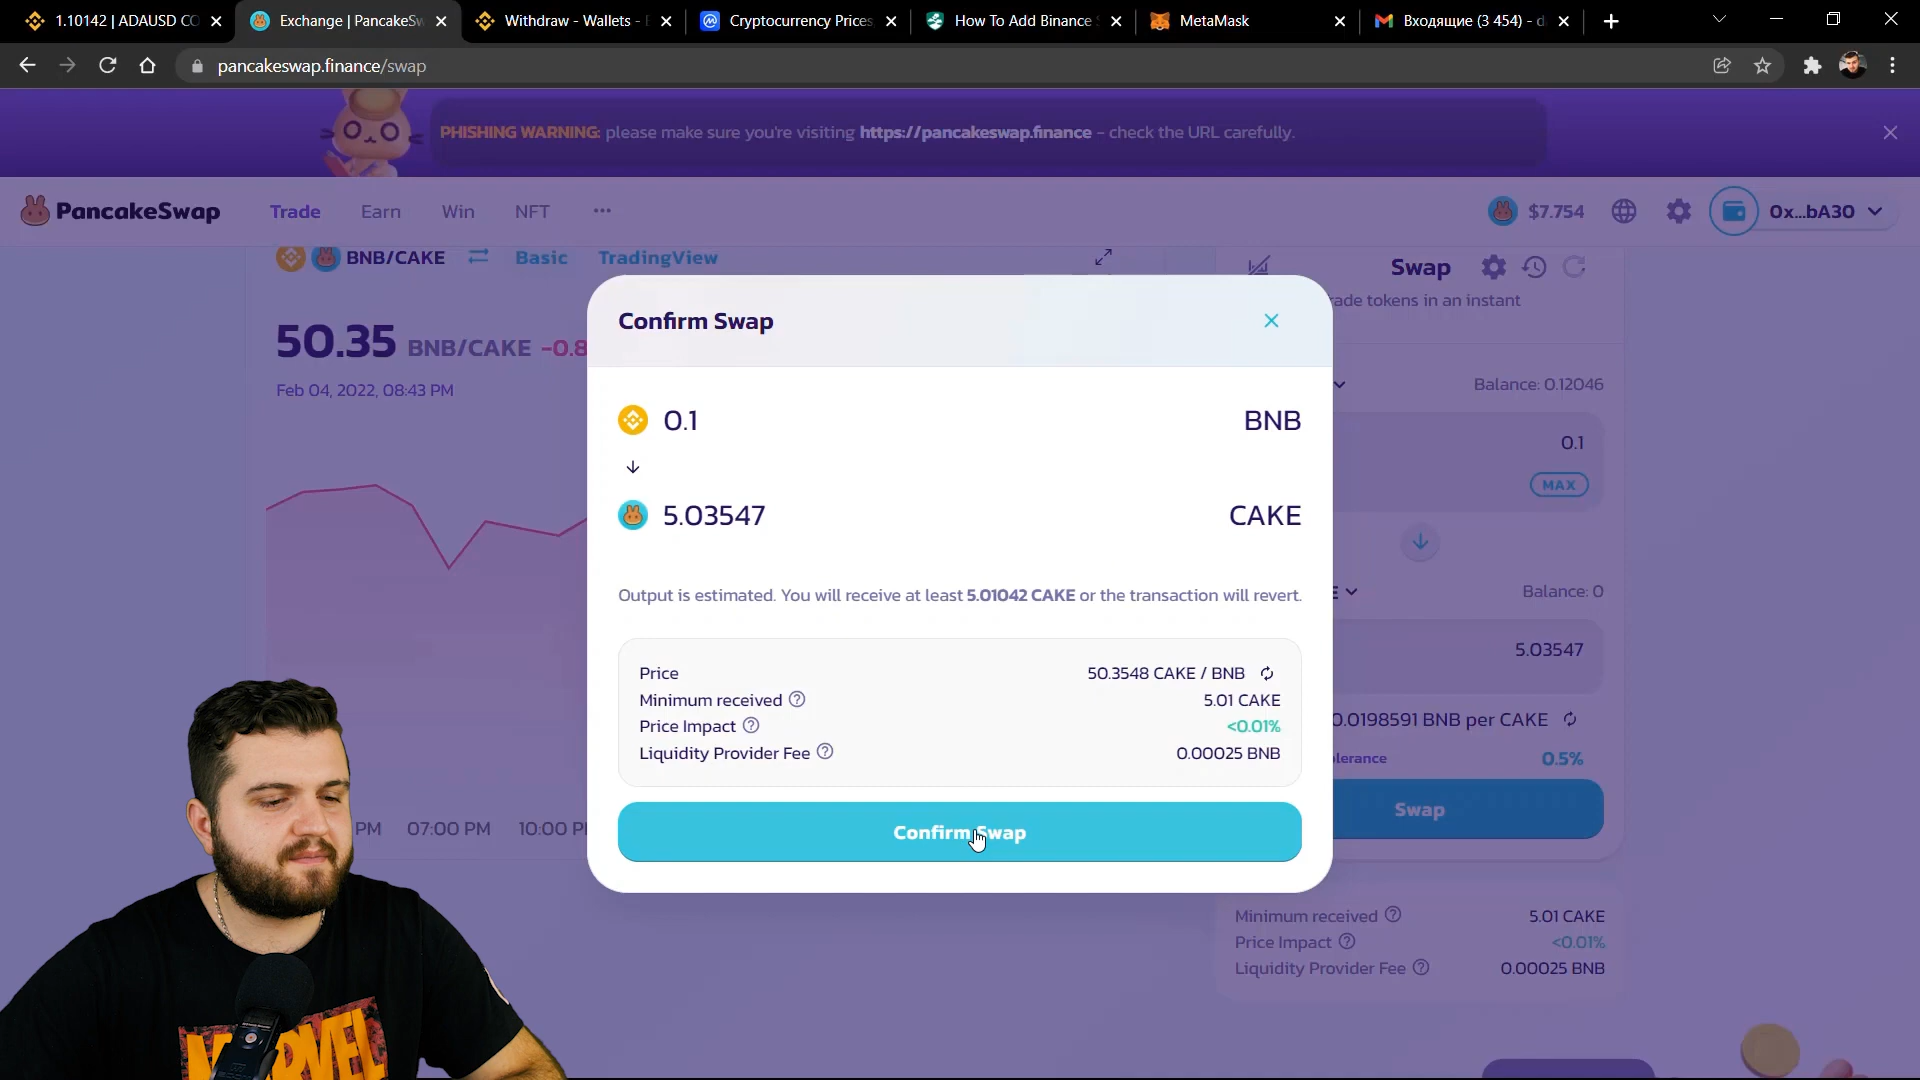 1.10142 | ADAUSD CO
Exchange | PancakeSw
Withdraw - Wallets -
Cryptocurrency Prices
How To Add Binance
MetaMask
Входящие (3 454) - d
pancakeswap.finance/swap
PHISHING WARNING: please make sure you're visiting https://pancakeswap.finance - check the URL carefully.
PancakeSwap
Trade
Earn
Win
NFT
$7.754
0x...bA30
BNB/CAKE
Basic
TradingView
50.35 BNB/CAKE -0.8
Feb 04, 2022, 08:43 PM
PM
07:00 PM
10:00 P
Confirm Swap
0.1 BNB
5.03547 CAKE
Output is estimated. You will receive at least 5.01042 CAKE or the transaction will revert.
Price 50.3548 CAKE / BNB
Minimum received 5.01 CAKE
Price Impact <0.01%
Liquidity Provider Fee 0.00025 BNB
Confirm Swap
Swap
rade tokens in an instant
Balance: 0.12046
0.1
MAX
E
Balance: 0
5.03547
0.0198591 BNB per CAKE
lerance 0.5%
Swap
Minimum received 5.01 CAKE
Price Impact <0.01%
Liquidity Provider Fee 0.00025 BNB
MARVEL